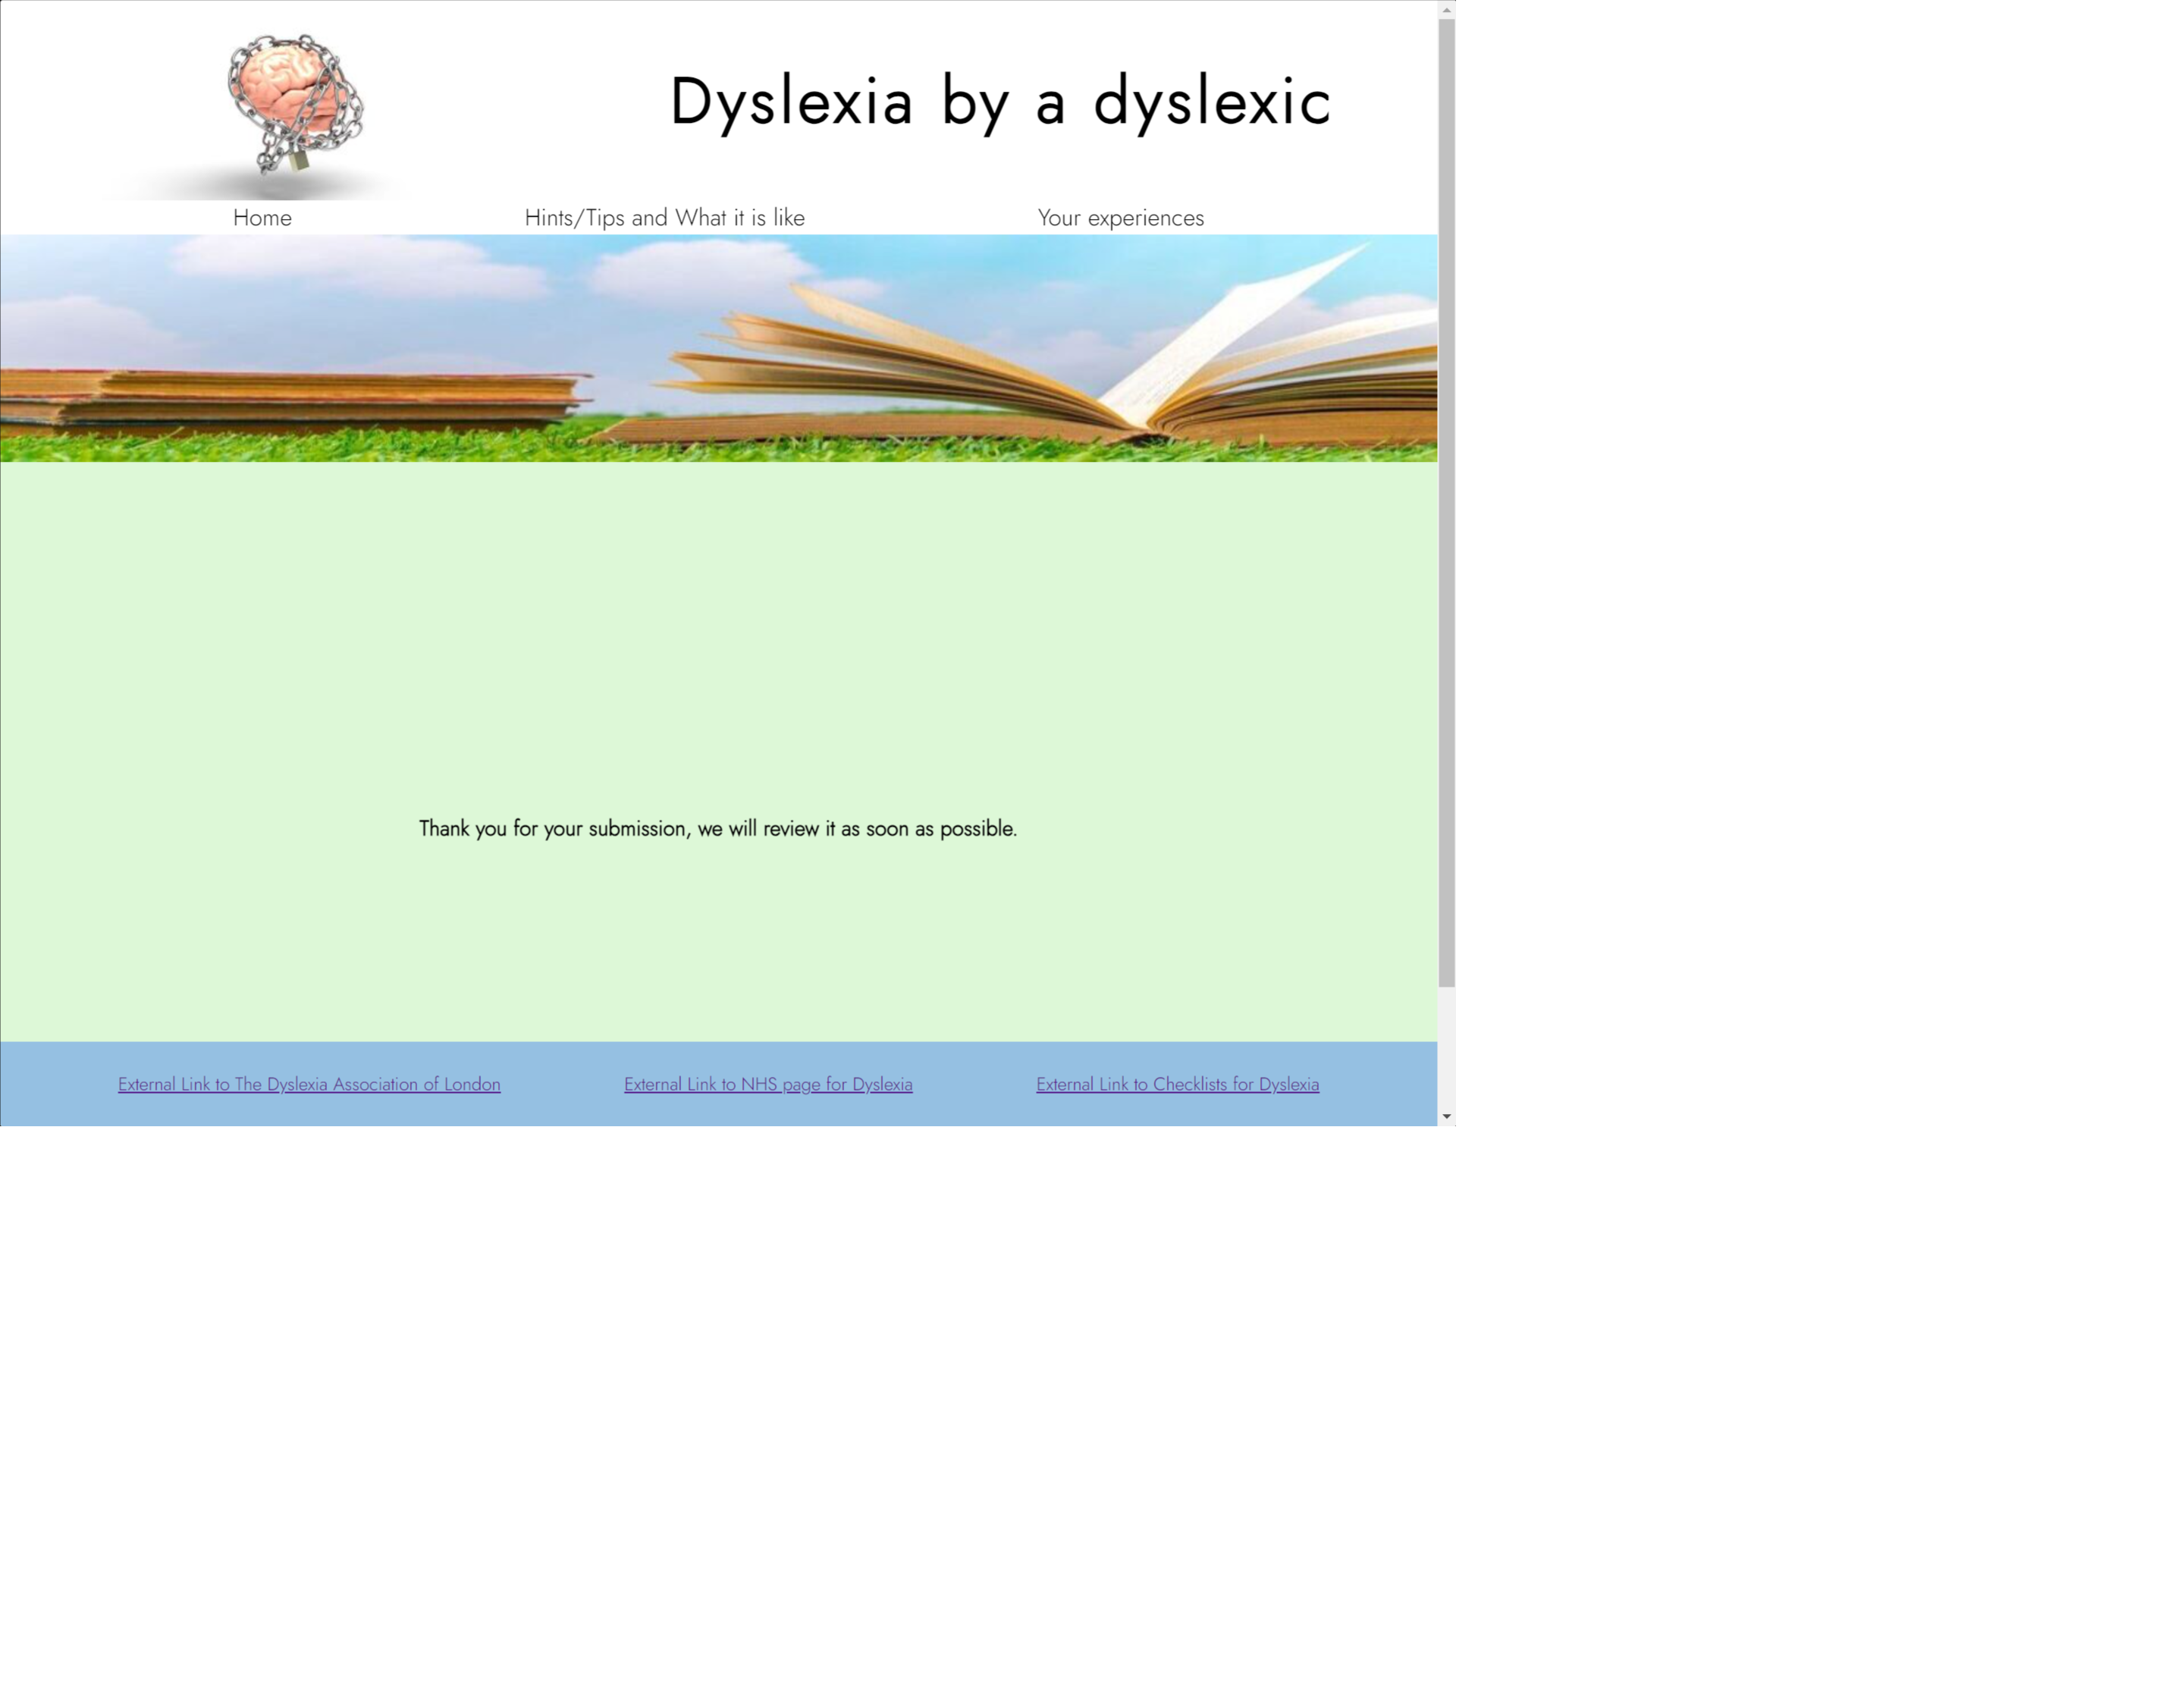 Dyslexia by a dyslexic
Home
Hints/Tips and What it is like
Your experiences
Thank you for your submission, we will review it as soon as possible.
External Link to The Dyslexia Association of London
External Link to NHS page for Dyslexia
External Link to Checklists for Dyslexia